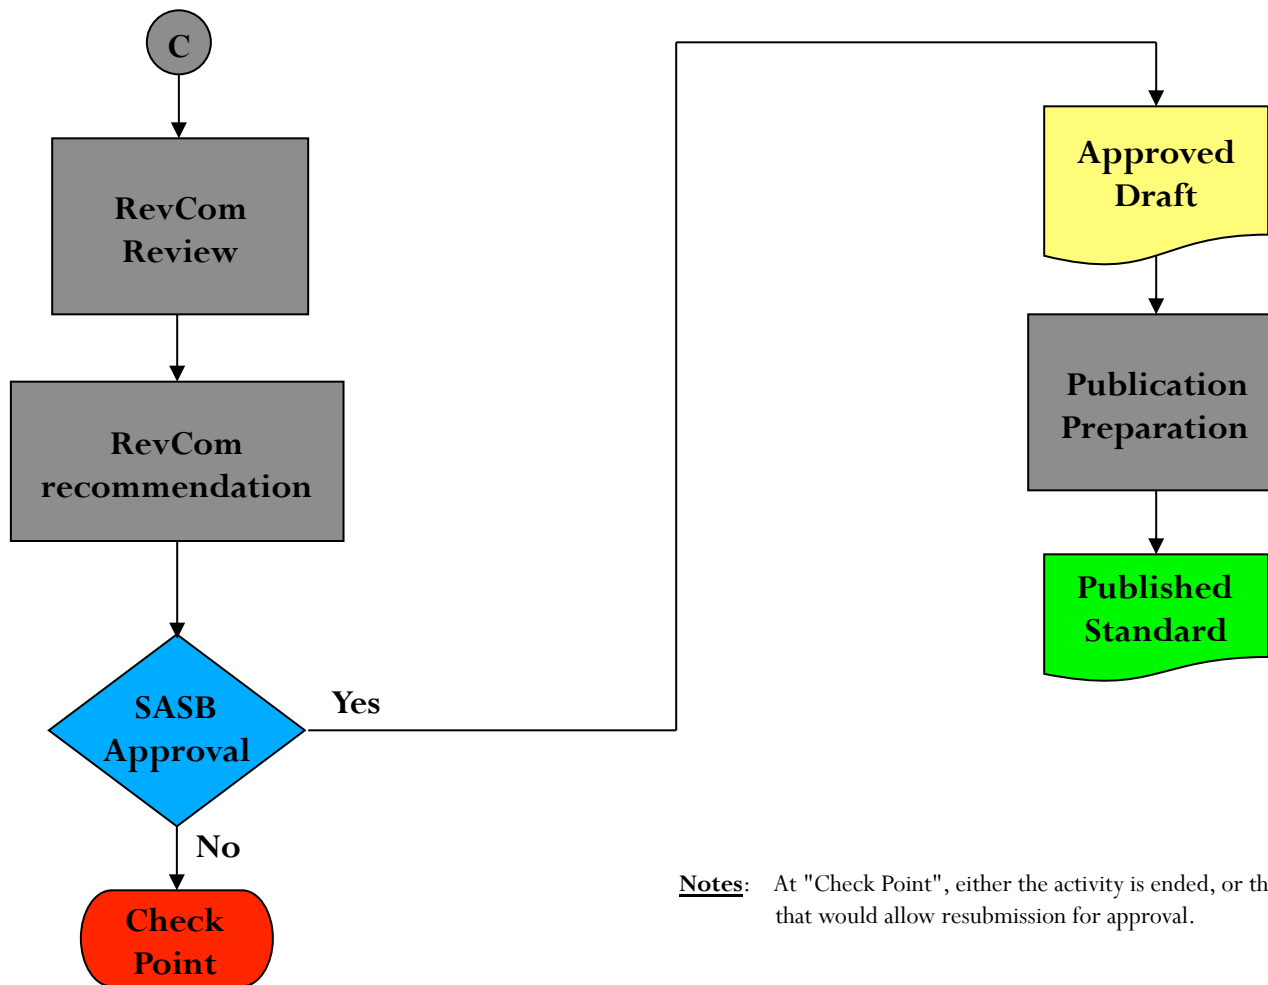 C
RevCom
Review
RevCom
recommendation
SASB
Approval
Yes
No
Check
Point
Approved
Draft
Publication
Preparation
Published
Standard
Notes: At "Check Point", either the activity is ended, or th
that would allow resubmission for approval.